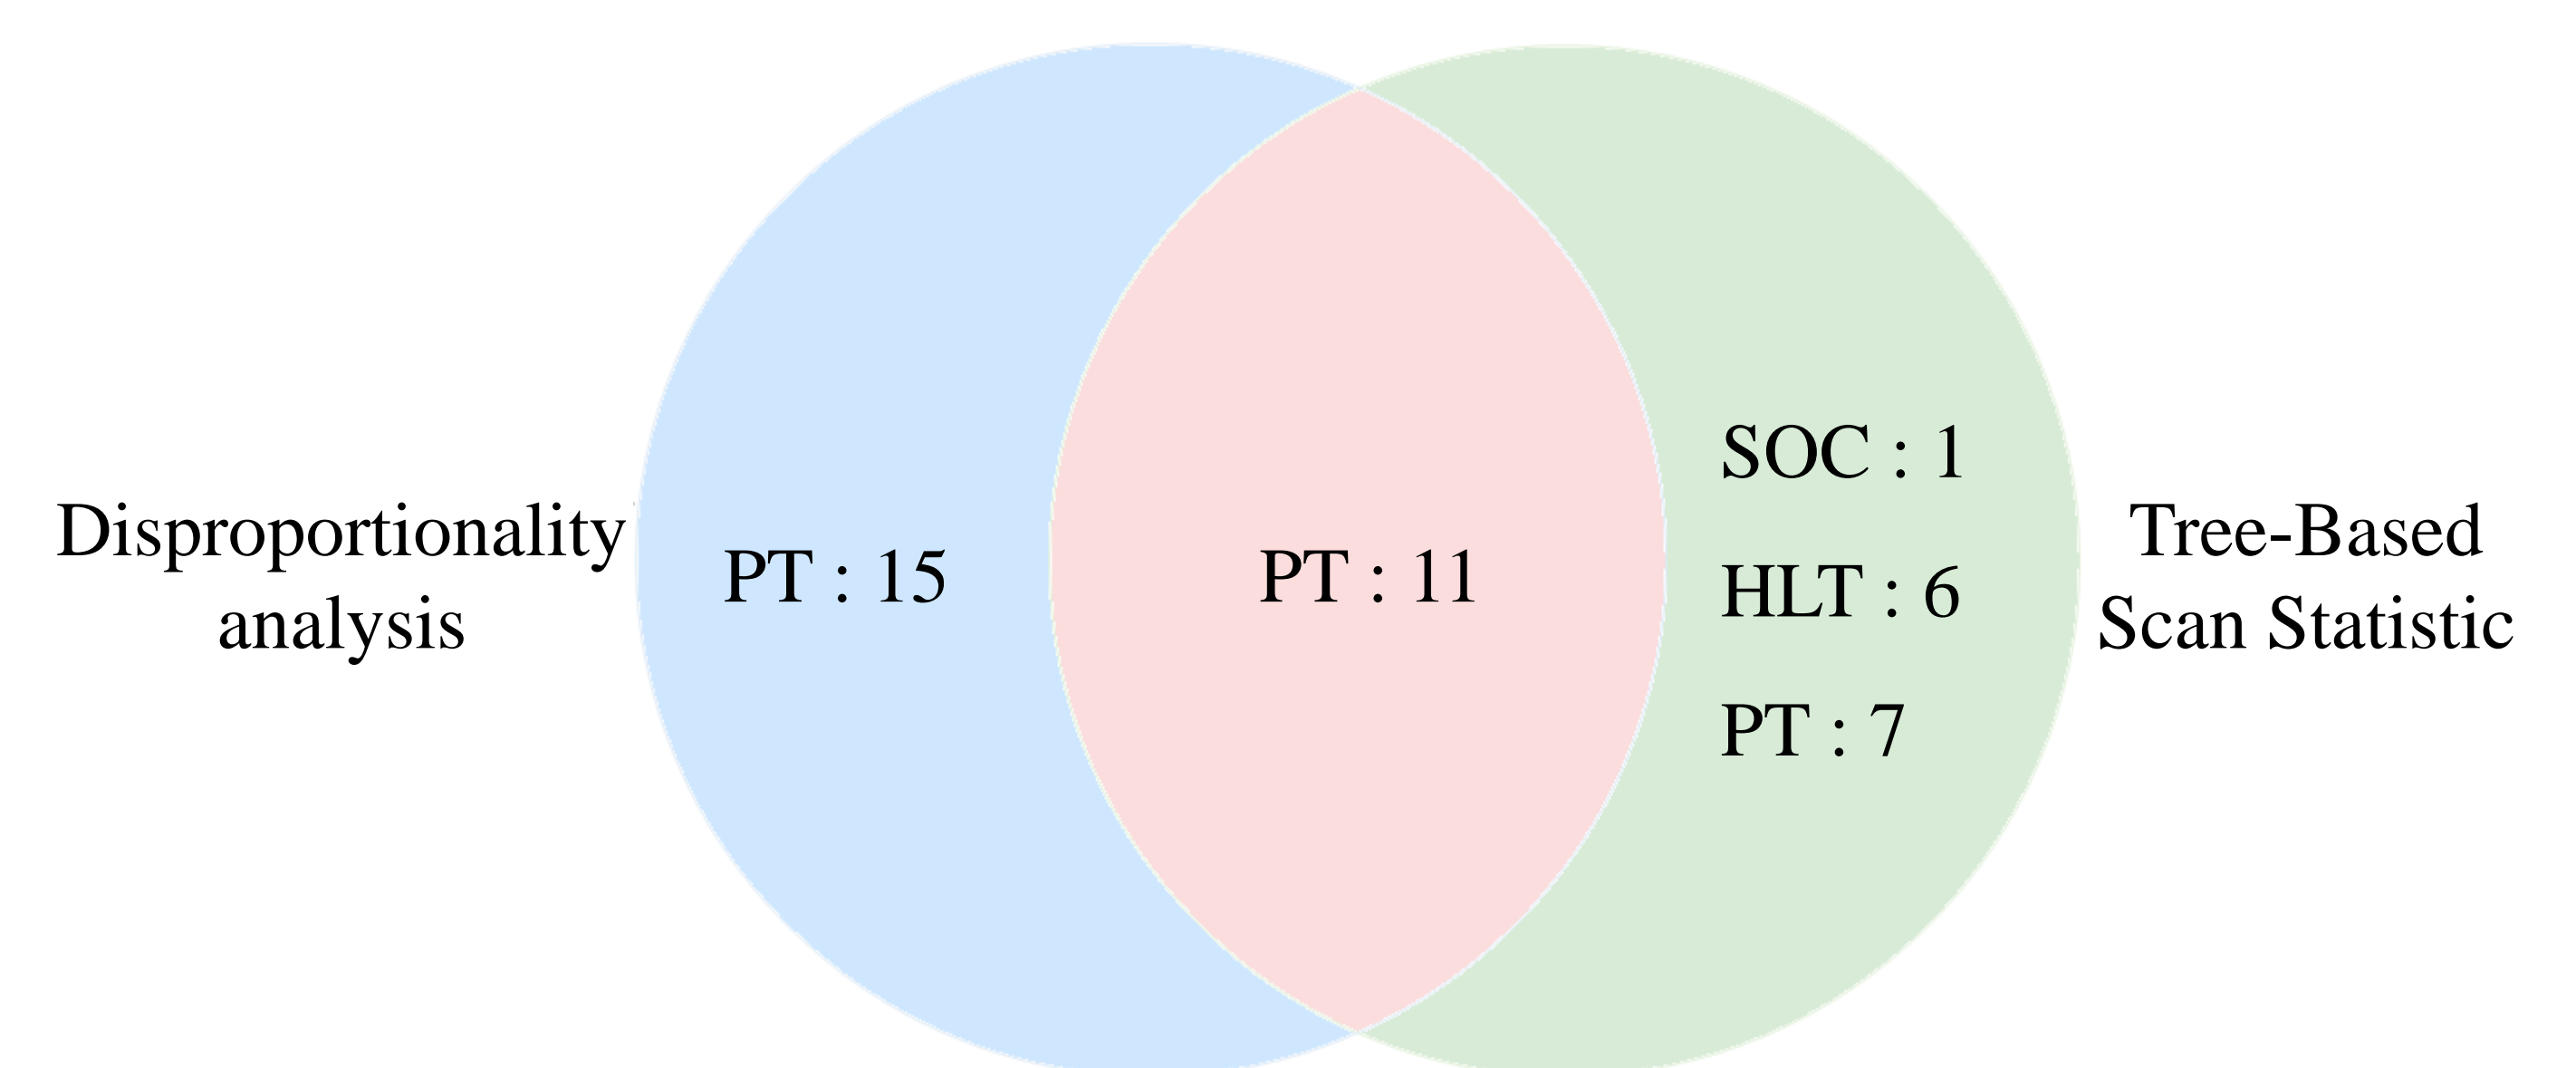 Disproportionality
analysis
PT : 15
PT : 11
SOC : 1
HLT : 6
PT : 7
Tree-Based
Scan Statistic